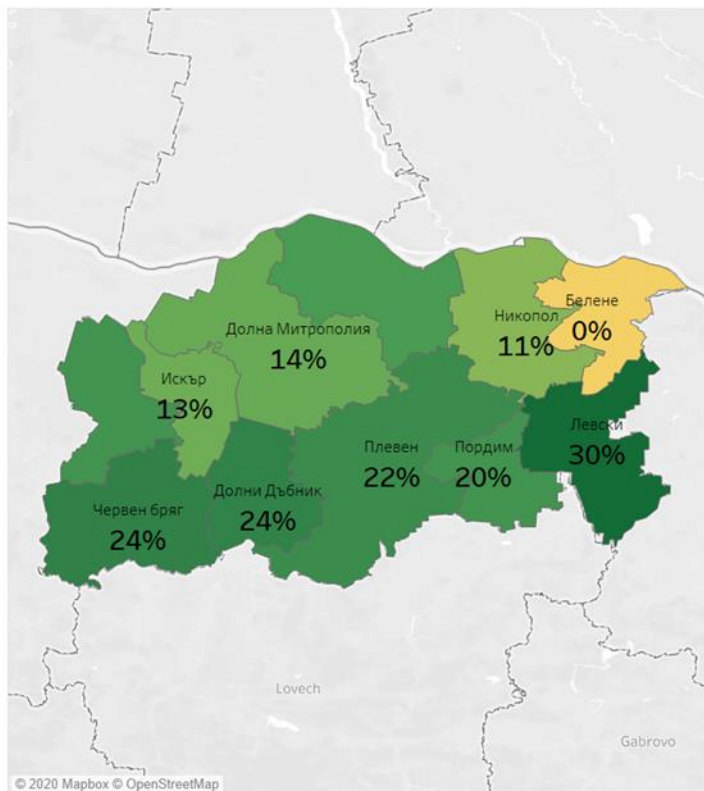 Белене
0%
Никопол
11%
Долна Митрополия
14%
Искър
13%
Левски
30%
Плевен
22%
Пордим
20%
Долни Дъбник
24%
Червен бряг
24%
Lovech
Gabrovo
© 2020 Mapbox © OpenStreetMap